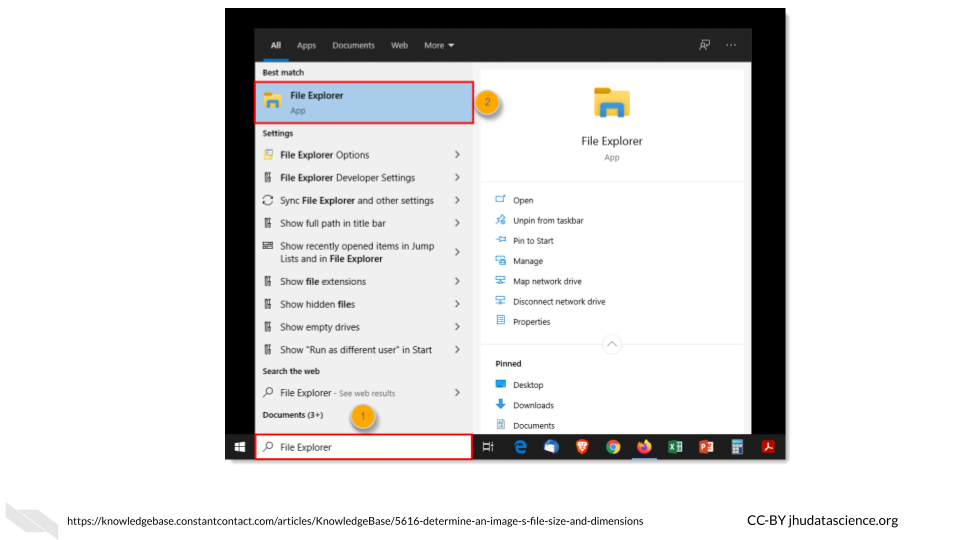 All Apps Documents Web More
Best match
File Explorer
App
2
Settings
File Explorer Options
File Explorer Developer Settings
Sync File Explorer and other settings
Show full path in title bar
Show recently opened items in Jump
Lists and in File Explorer
Show file extensions
Show hidden files
Show empty drives
Show "Run as different user" in Start
Search the web
File Explorer - See web results
Documents (3+)
1
File Explorer
File Explorer
App
Open
Unpin from taskbar
Pin to Start
Manage
Map network drive
Disconnect network drive
Properties
Pinned
Desktop
Downloads
Documents
https://knowledgebase.constantcontact.com/articles/KnowledgeBase/5616-determine-an-image-s-file-size-and-dimensions
CC-BY jhudatascience.org